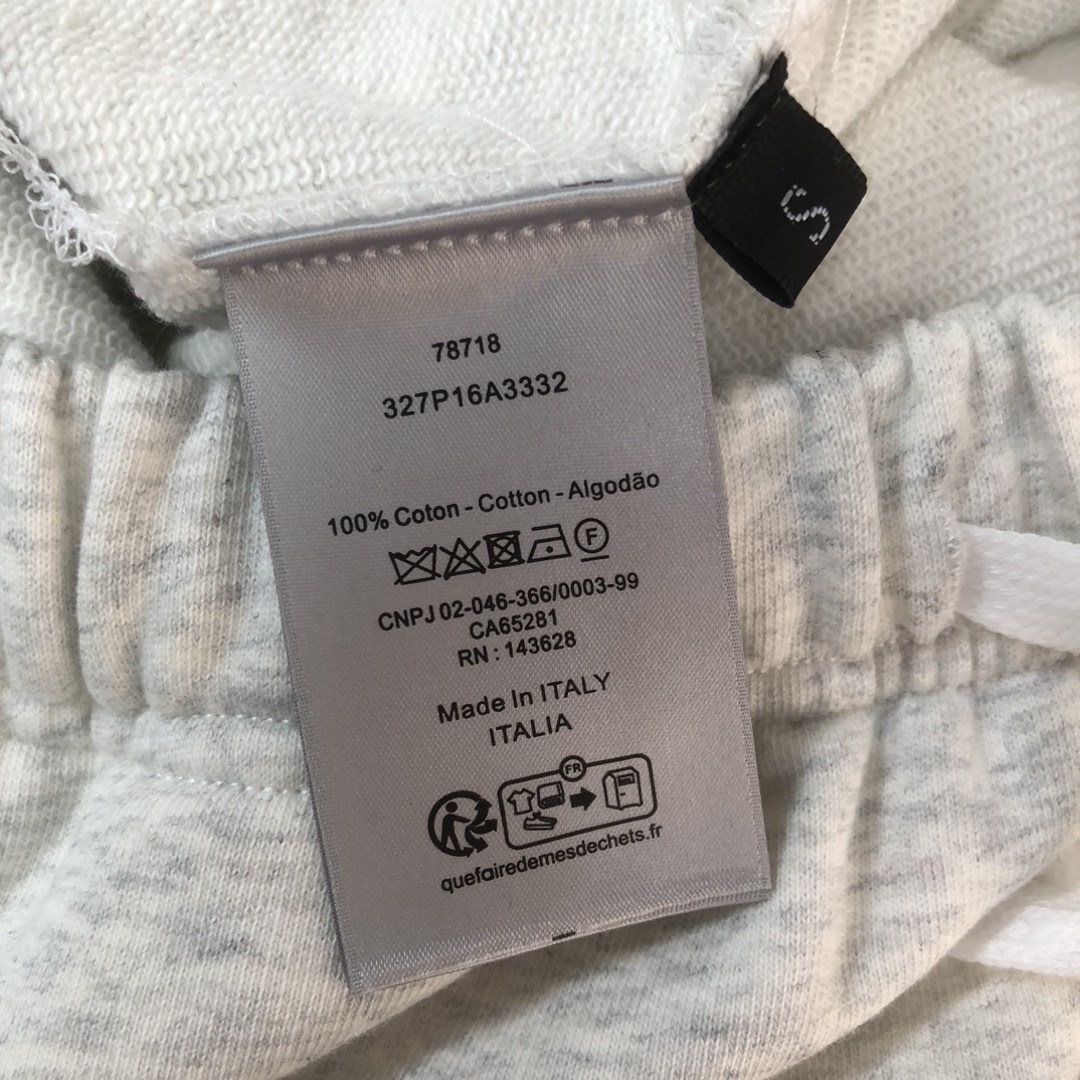 S
78718
327P16A3332
100% Coton - Cotton - Algodão
F
CNPJ 02-046-366/0003-99
CA65281
RN : 143628
Made In ITALY
ITALIA
FR
quefairedemesdechets.fr